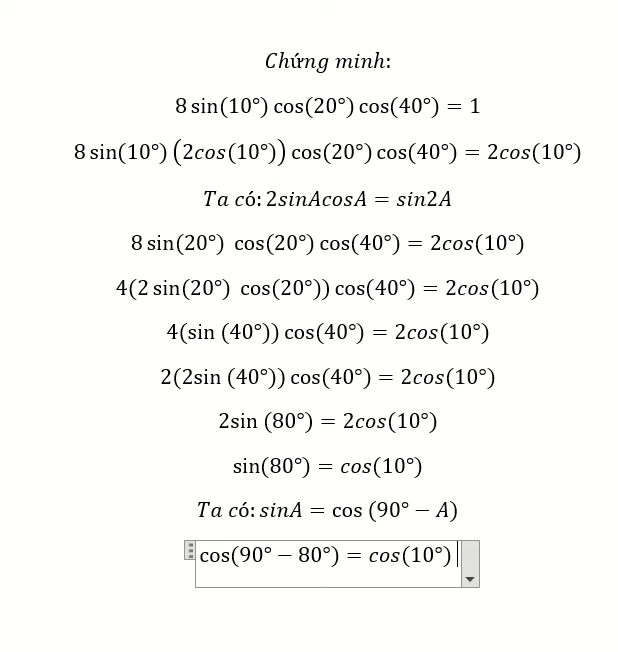 Chứng minh:
8 sin(10°) cos(20°) cos(40°) = 1
8 sin(10°) (2cos(10°)) cos(20°) cos(40°) = 2cos(10°)
Ta có: 2sinAcosA = sin2A
8 sin(20°) cos(20°) cos(40°) = 2cos(10°)
4(2 sin(20°) cos(20°)) cos(40°) = 2cos(10°)
4(sin (40°)) cos(40°) = 2cos(10°)
2(2sin (40°)) cos(40°) = 2cos(10°)
2sin (80°) = 2cos(10°)
sin(80°) = cos(10°)
Ta có: sinA = cos (90° − A)
cos(90° − 80°) = cos(10°)